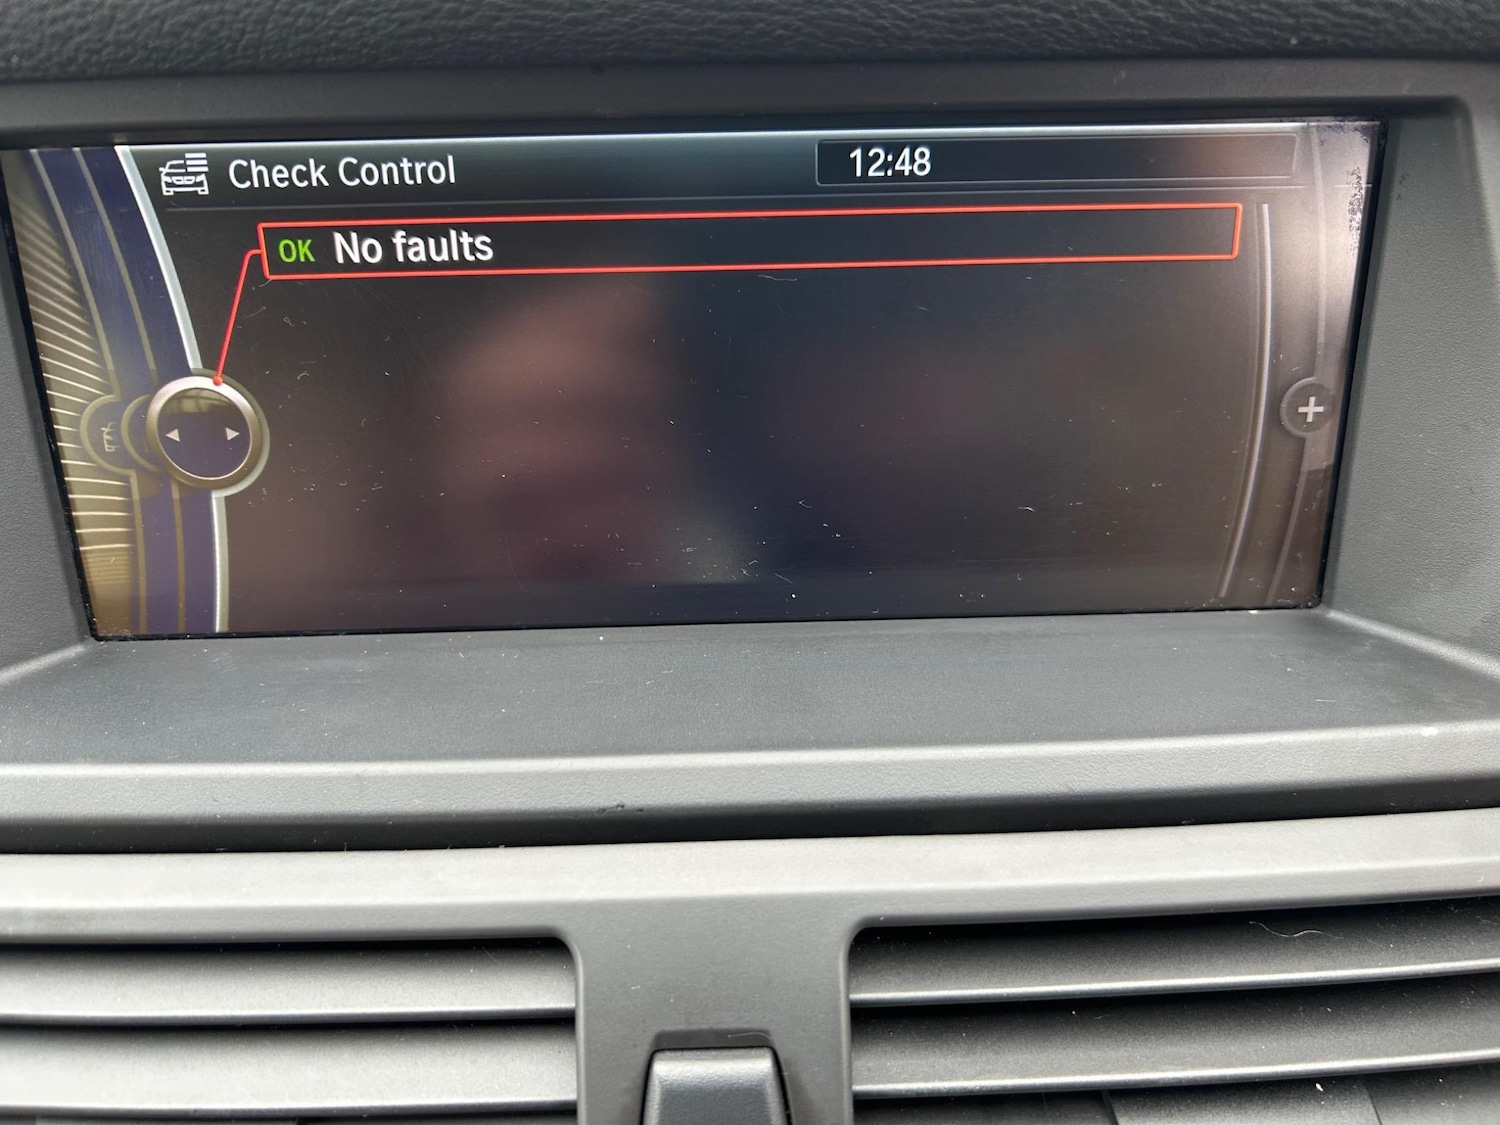 Check Control
12:48
OK No faults